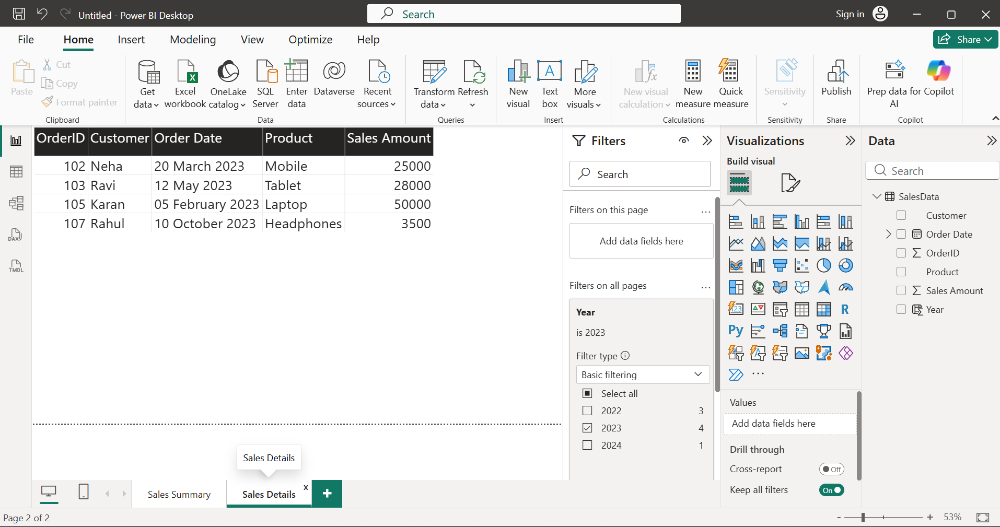 Untitled - Power BI Desktop
Search
Sign in
File Home Insert Modeling View Optimize Help
Share
Paste
Cut
Copy
Format painter
Clipboard
Get data
Excel workbook
OneLake catalog
SQL Server
Enter data
Dataverse
Recent sources
Data
Transform data
Refresh
Queries
New visual
Text box
More visuals
Insert
New visual calculation
New measure
Quick measure
Calculations
Sensitivity
Sensitivity
Publish
Share
Prep data for AI
Copilot
Copilot
DAX
TMDL
OrderID Customer Order Date Product Sales Amount
102 Neha 20 March 2023 Mobile 25000
103 Ravi 12 May 2023 Tablet 28000
105 Karan 05 February 2023 Laptop 50000
107 Rahul 10 October 2023 Headphones 3500
Filters
Search
Filters on this page ...
Add data fields here
Filters on all pages ...
Year
is 2023
Filter type
Basic filtering
Select all
2022 3
2023 4
2024 1
Visualizations
Build visual
123
R
Py
...
Values
Add data fields here
Drill through
Cross-report Off
Keep all filters On
Data
Search
SalesData
Customer
Order Date
OrderID
Product
Sales Amount
Year
Sales Details
Sales Summary
Sales Details x
+
Page 2 of 2
- + 53%